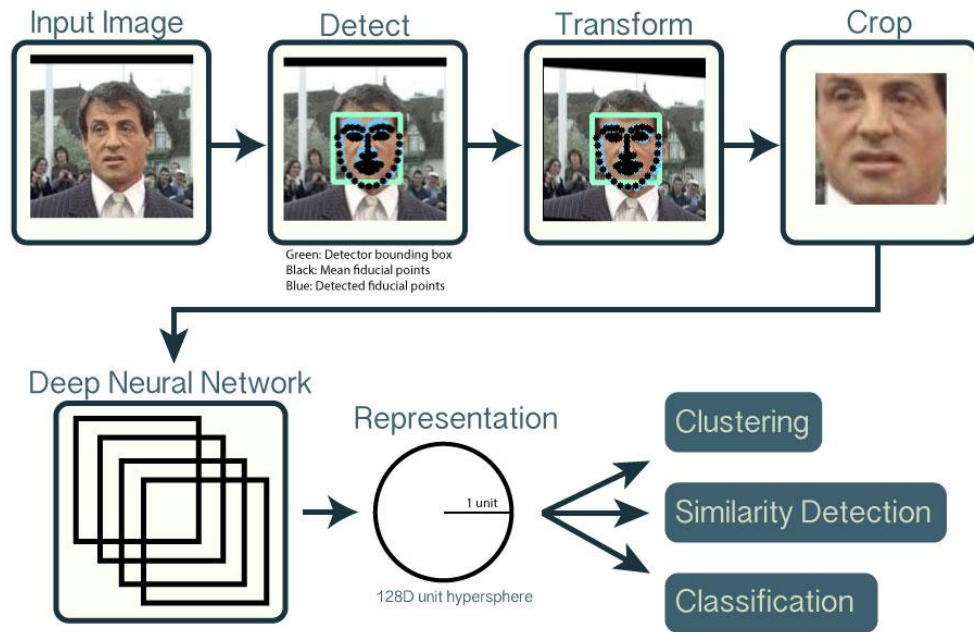 Input Image
Detect
Transform
Crop
Green: Detector bounding box
Black: Mean fiducial points
Blue: Detected fiducial points
Deep Neural Network
Representation
1 unit
128D unit hypersphere
Clustering
Similarity Detection
Classification